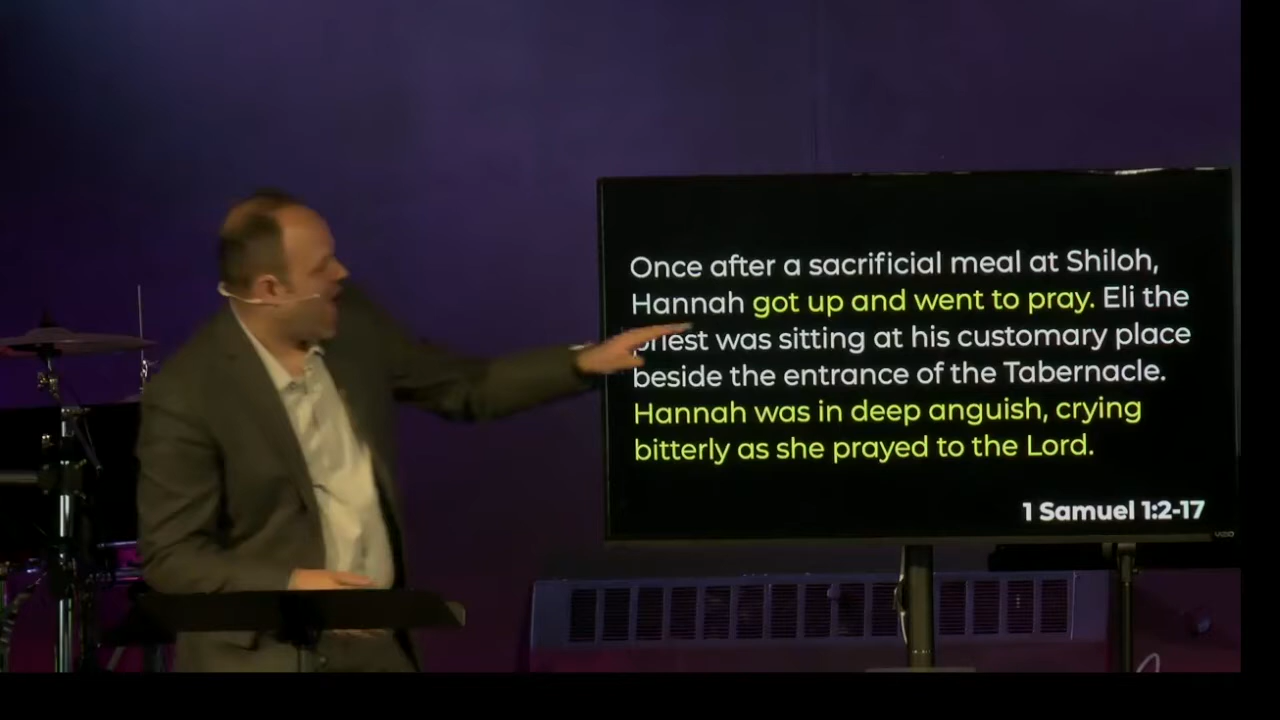 Once after a sacrificial meal at Shiloh,
Hannah got up and went to pray. Eli the
priest was sitting at his customary place
beside the entrance of the Tabernacle.
Hannah was in deep anguish, crying
bitterly as she prayed to the Lord.
1 Samuel 1:2-17
VIZIO